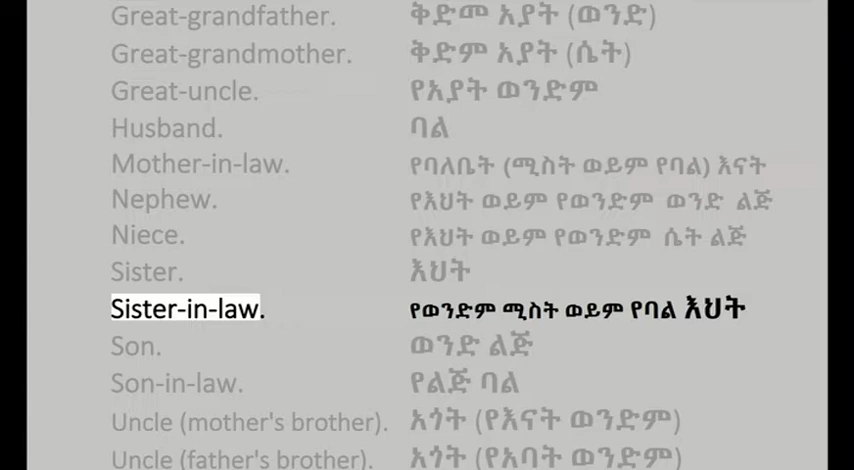 Great-grandfather. ቅድመ አያት (ወንድ)
Great-grandmother. ቅድም አያት (ሴት)
Great-uncle. የአያት ወንድም
Husband. ባል
Mother-in-law. የባለቤት (ሚስት ወይም የባል) እናት
Nephew. የእህት ወይም የወንድም ወንድ ልጅ
Niece. የእህት ወይም የወንድም ሴት ልጅ
Sister. እህት
Sister-in-law. የወንድም ሚስት ወይም የባል እህት
Son. ወንድ ልጅ
Son-in-law. የልጅ ባል
Uncle (mother's brother). አጎት (የእናት ወንድም)
Uncle (father's brother). አጎት (የአባት ወንድም)